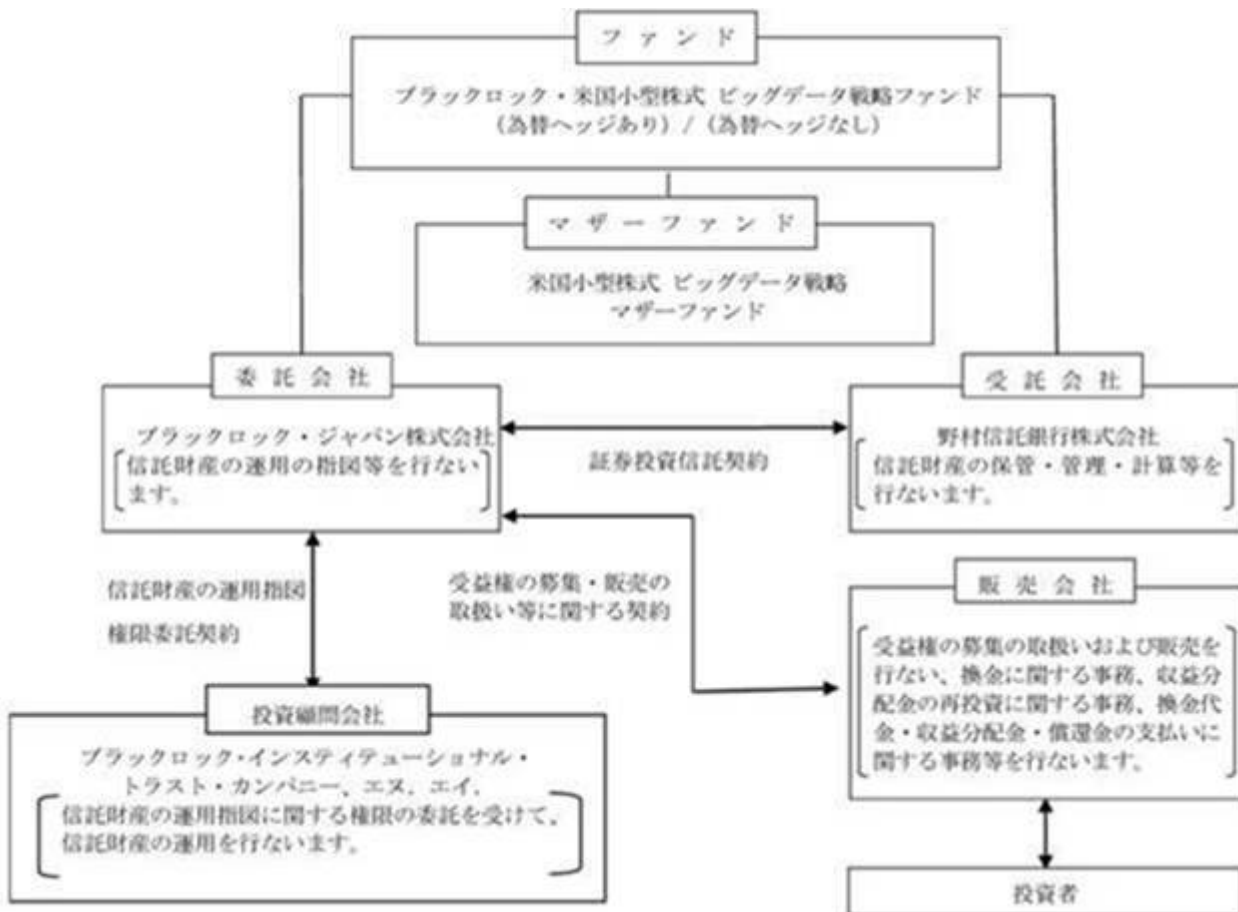 ファンド
ブラックロック・米国小型株式 ビッグデータ戦略ファンド
（為替ヘッジあり）/（為替ヘッジなし）
マザーファンド
米国小型株式 ビッグデータ戦略
マザーファンド
委託会社
ブラックロック・ジャパン株式会社
信託財産の運用の指図等を行ない
ます。
証券投資信託契約
受託会社
野村信託銀行株式会社
信託財産の保管・管理・計算等を
行ないます。
信託財産の運用指図
権限委託契約
受益権の募集・販売の
取扱い等に関する契約
販売会社
受益権の募集の取扱いおよび販売を
行ない、換金に関する事務、収益分
配金の再投資に関する事務、換金代
金・収益分配金・償還金の支払いに
関する事務等を行ないます。
投資顧問会社
ブラックロック・インスティテューショナル・
トラスト・カンパニー、エヌ．エイ．
信託財産の運用指図に関する権限の委託を受けて、
信託財産の運用を行ないます。
投資者